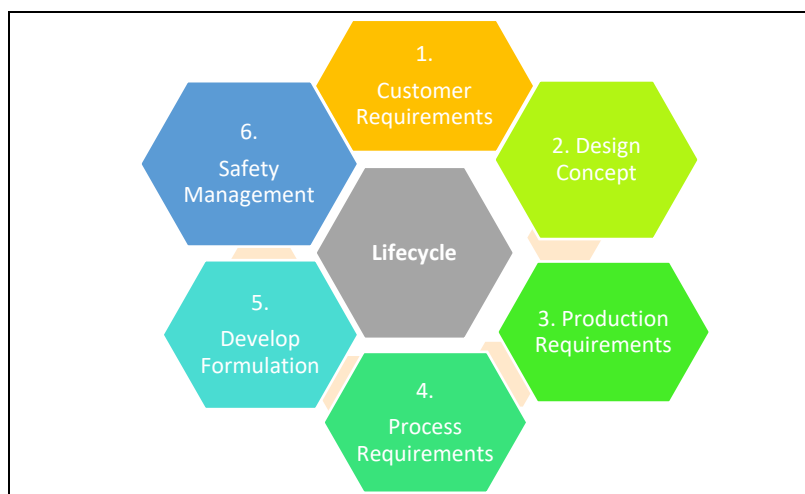 1.
Customer
Requirements
2. Design
Concept
3. Production
Requirements
4.
Process
Requirements
5.
Develop
Formulation
6.
Safety
Management
Lifecycle